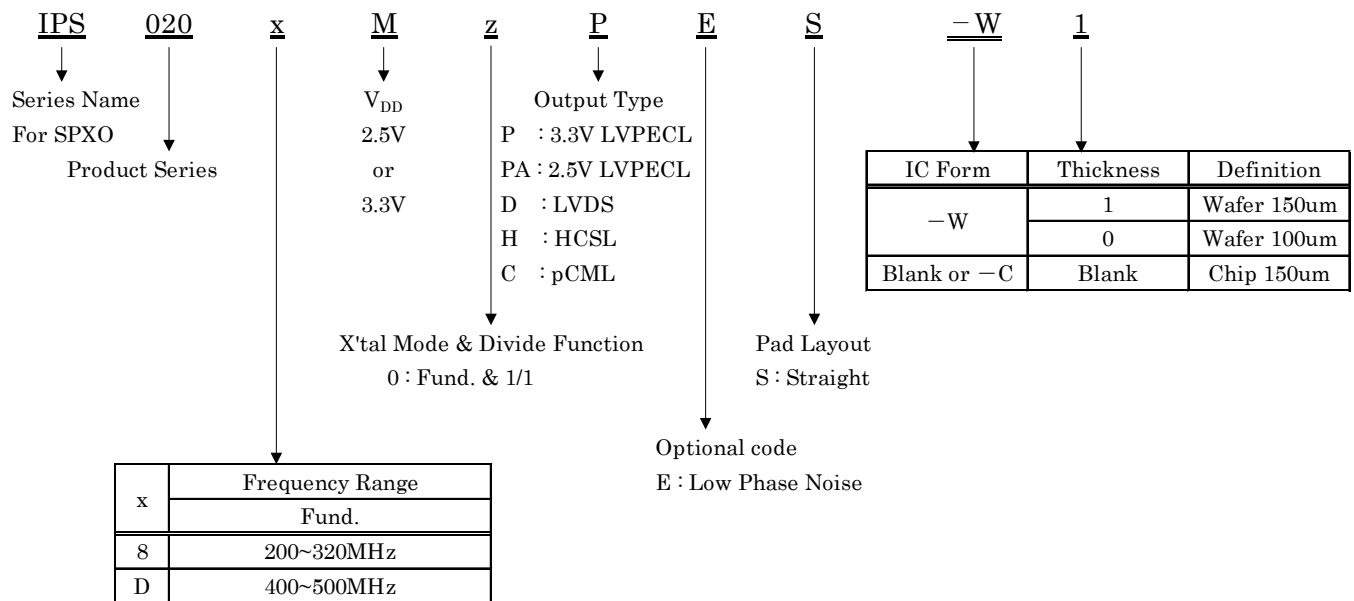 IPS 020 x M z P E S －W 1
Series Name
For SPXO
Product Series
VDD
2.5V
or
3.3V
Output Type
P ：3.3V LVPECL
PA：2.5V LVPECL
D ：LVDS
H ：HCSL
C ：pCML
IC Form Thickness Definition
－W 1 Wafer 150um
0 Wafer 100um
Blank or －C Blank Chip 150um
X'tal Mode & Divide Function
0：Fund. & 1/1
Pad Layout
S：Straight
Optional code
E：Low Phase Noise
x Frequency Range
Fund.
8 200~320MHz
D 400~500MHz